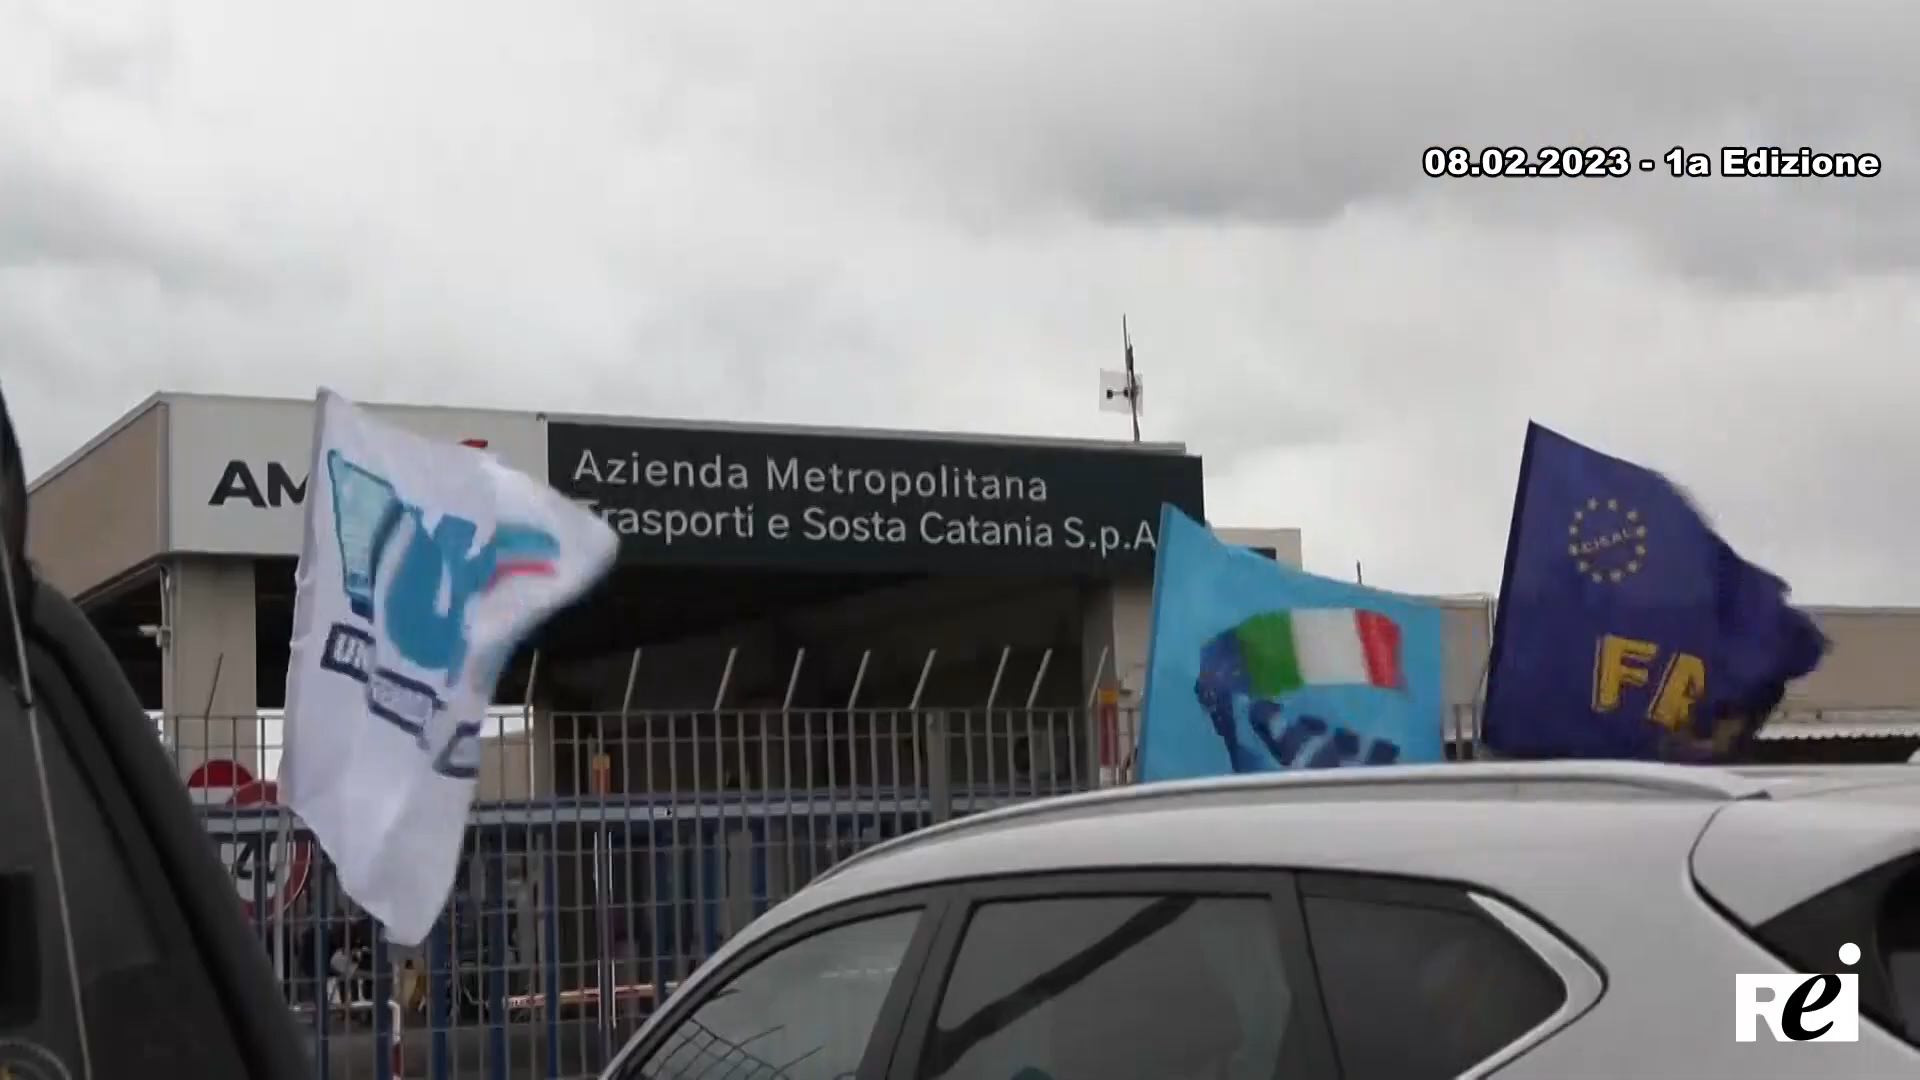 08.02.2023 - 1a Edizione
AM
Azienda Metropolitana
Trasporti e Sosta Catania S.p.A
CISAL
FA
Rei